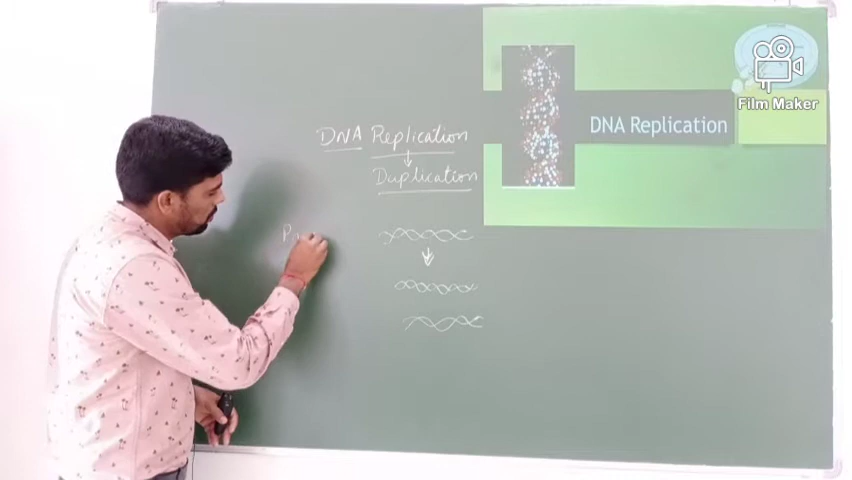 DNA Replication
Duplication
P
DNA Replication
Film Maker